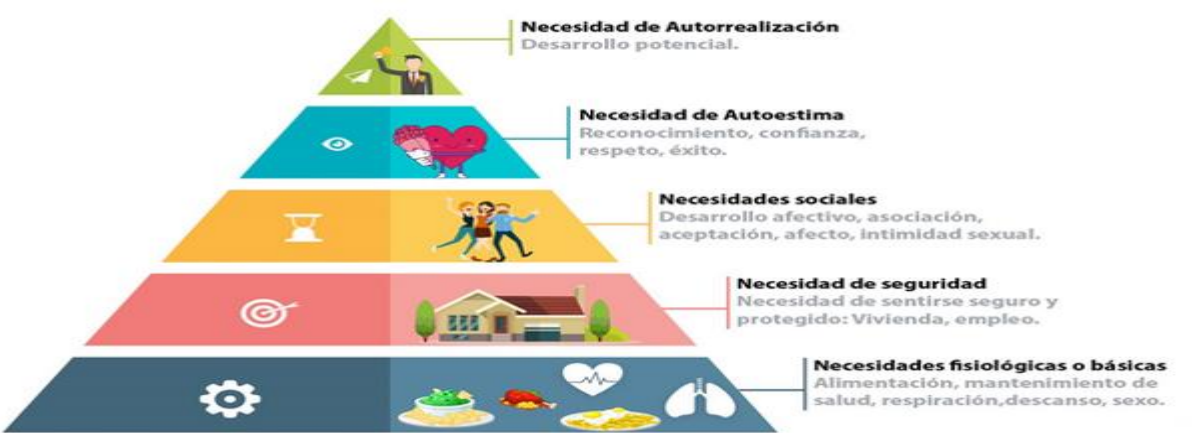 Necesidad de Autorrealización
Desarrollo potencial.
Necesidad de Autoestima
Reconocimiento, confianza,
respeto, éxito.
Necesidades sociales
Desarrollo afectivo, asociación,
aceptación, afecto, intimidad sexual.
Necesidad de seguridad
Necesidad de sentirse seguro y
protegido: Vivienda, empleo.
Necesidades fisiológicas o básicas
Alimentación, mantenimiento de
salud, respiración,descanso, sexo.